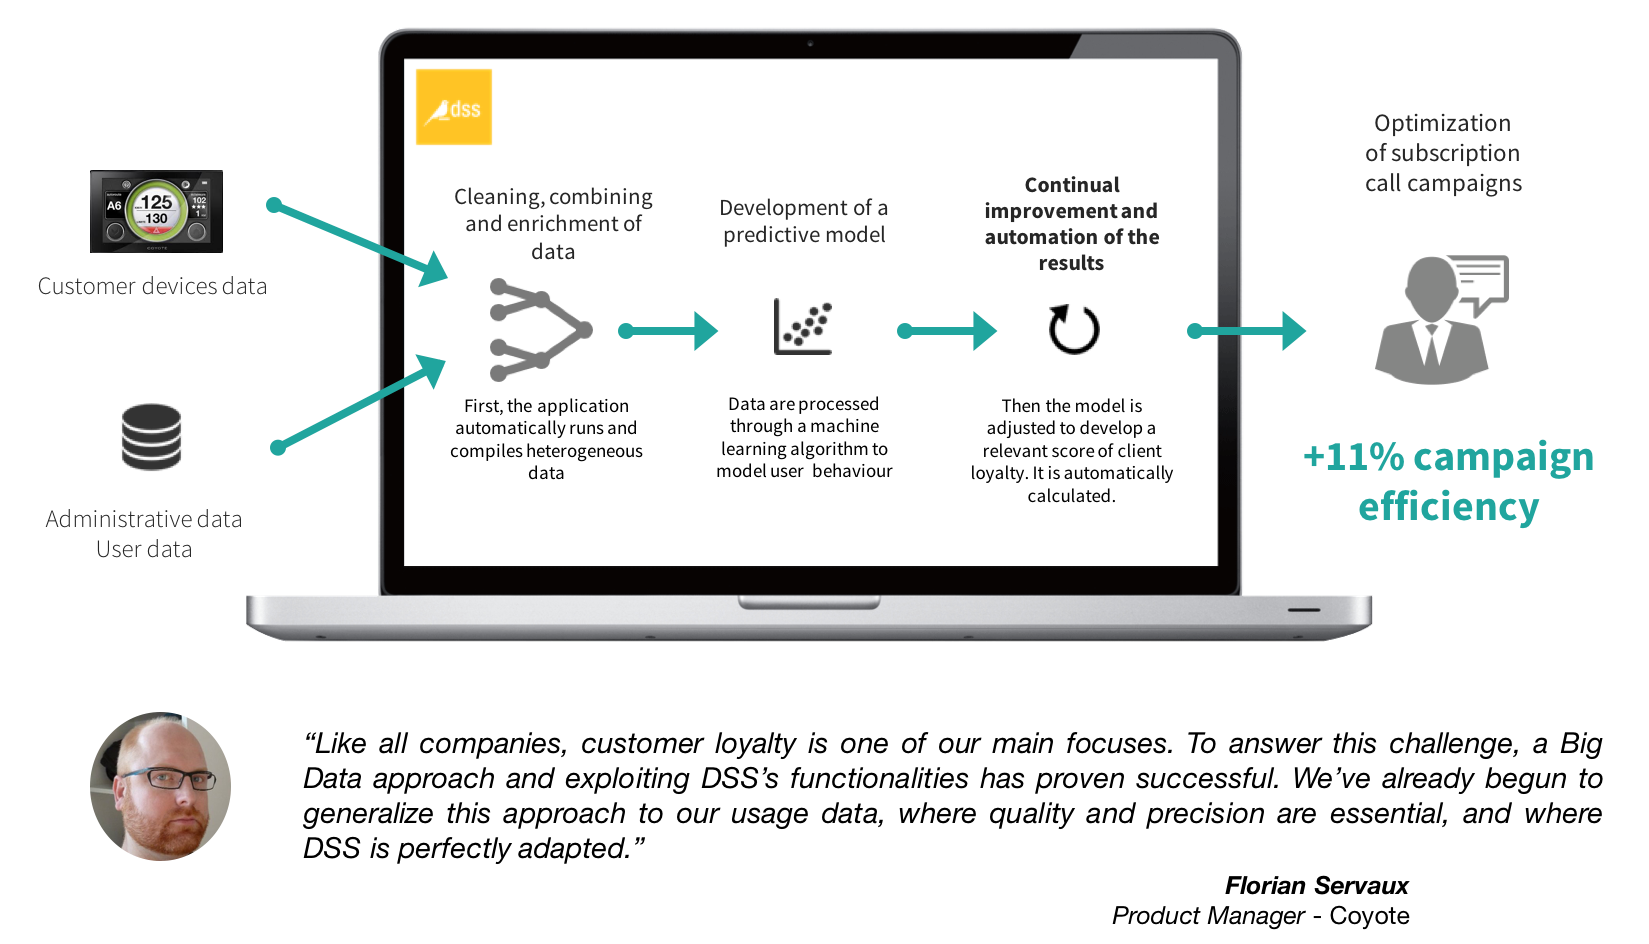 dss
Optimization
of subscription
call campaigns
Customer devices data
A6
125
130
102
1
COYOTE
Administrative data
User data
Cleaning, combining
and enrichment of
data
First, the application
automatically runs and
compiles heterogeneous
data
Development of a
predictive model
Data are processed
through a machine
learning algorithm to
model user behaviour
Continual
improvement and
automation of the
results
Then the model is
adjusted to develop a
relevant score of client
loyalty. It is automatically
calculated.
+11% campaign
efficiency
“Like all companies, customer loyalty is one of our main focuses. To answer this challenge, a Big
Data approach and exploiting DSS’s functionalities has proven successful. We’ve already begun to
generalize this approach to our usage data, where quality and precision are essential, and where
DSS is perfectly adapted.”
Florian Servaux
Product Manager - Coyote